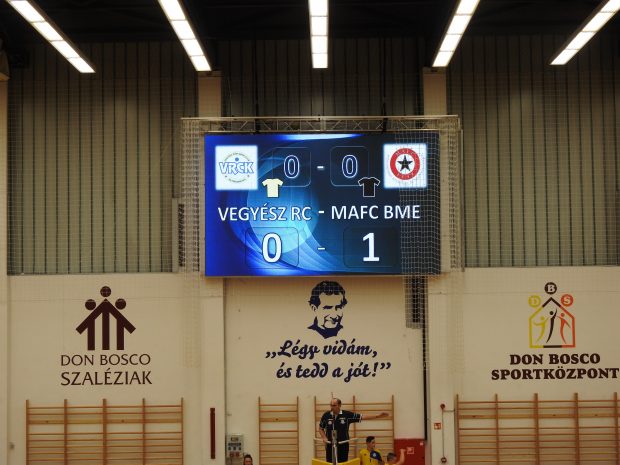 VRCK
0 - 0
VEGYÉSZ RC - MAFC BME
0 - 1
DON BOSCO
SZALÉZIAK
„Légy vidám,
és tedd a jót!”
DBS
DON BOSCO
SPORTKÖZPONT